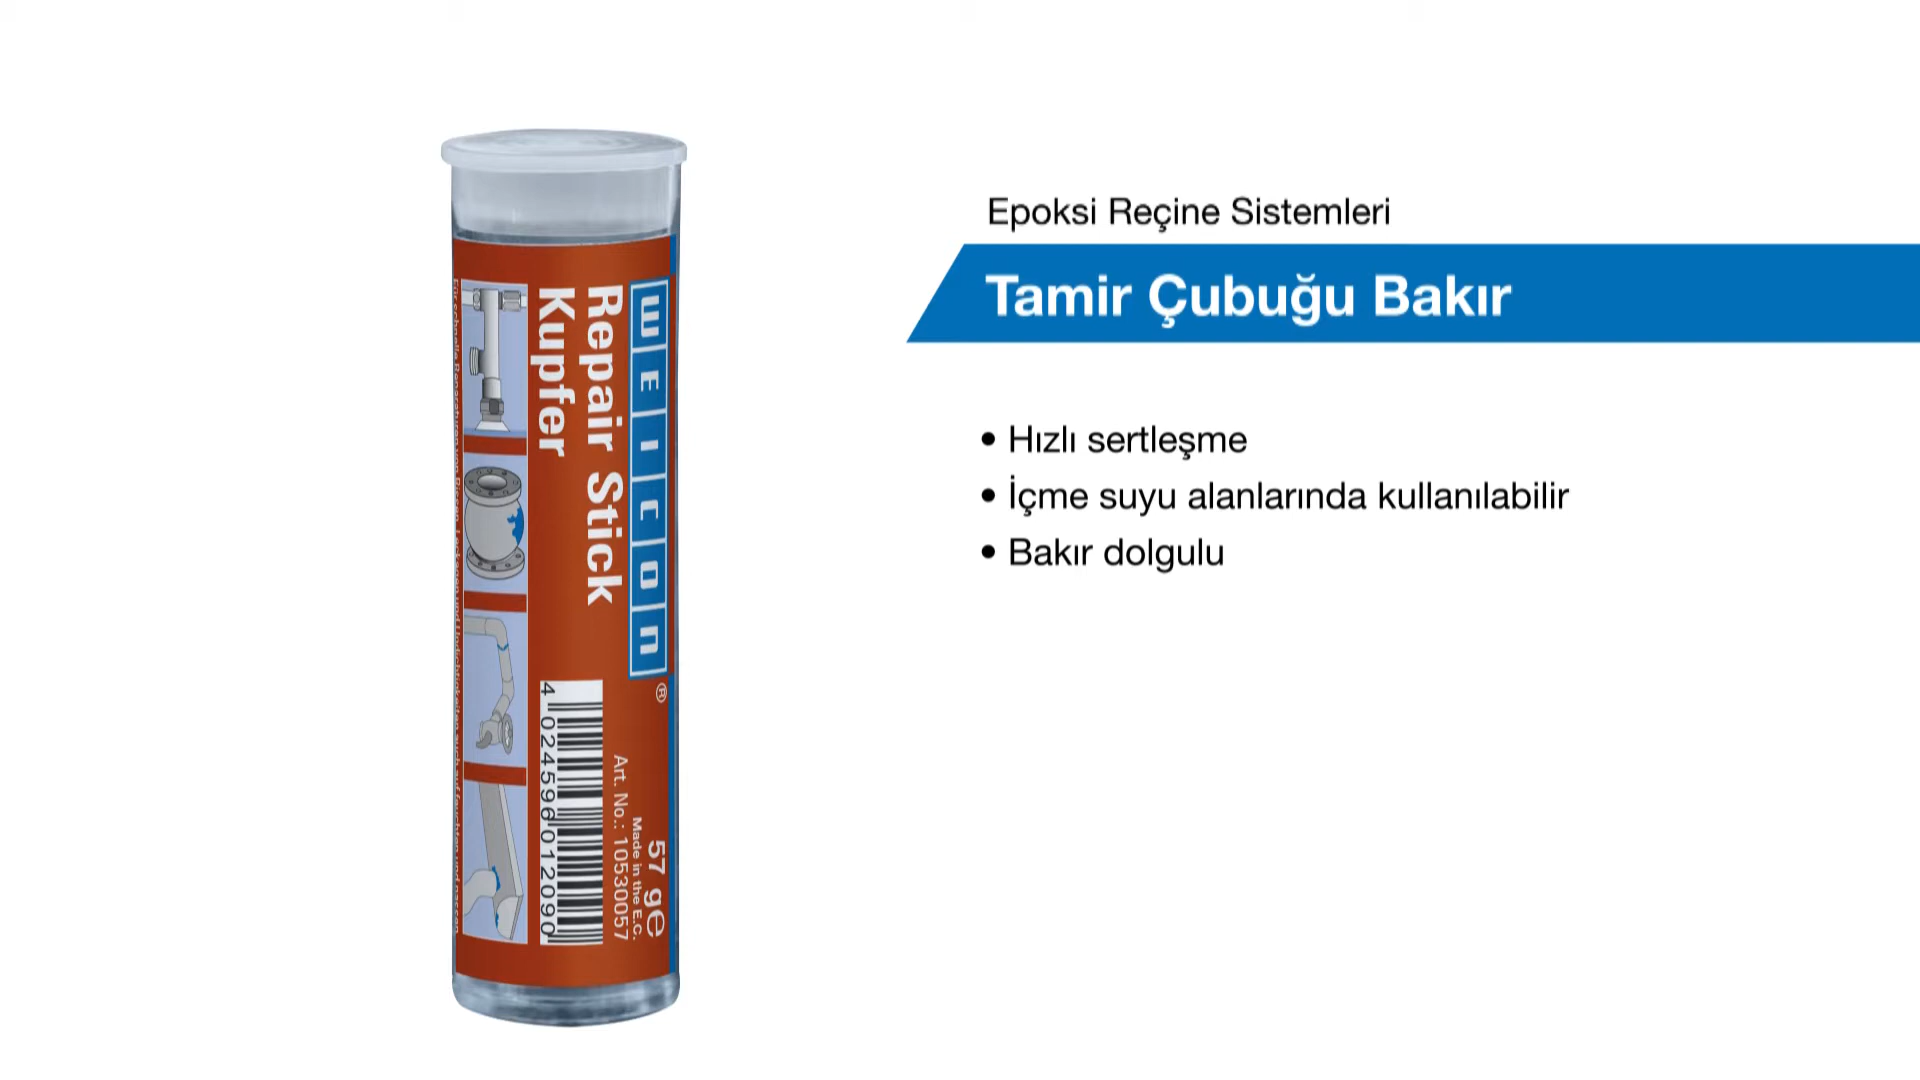 Epoksi Reçine Sistemleri
Tamir Çubuğu Bakır
• Hızlı sertleşme
• İçme suyu alanlarında kullanılabilir
• Bakır dolgulu
WEICON®
Repair Stick
Kupfer
57 ge
Made in the E.C.
Art. No.: 10530057
4 024596 012090